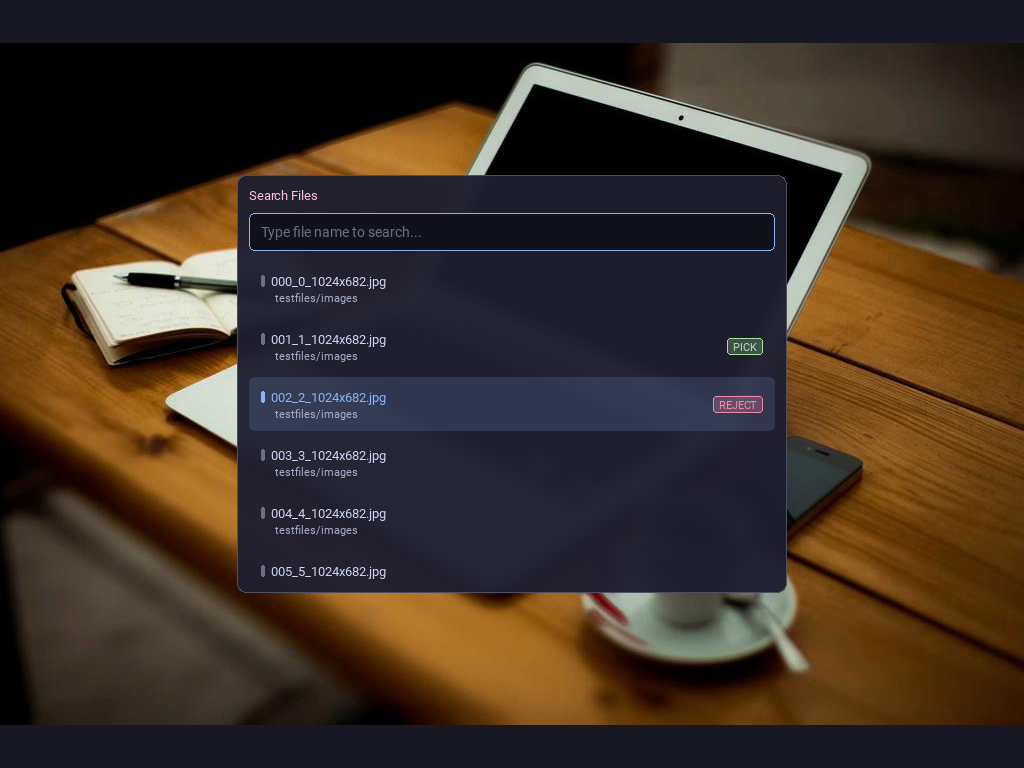 Search Files
Type file name to search...
000_0_1024x682.jpg
testfiles/images
001_1_1024x682.jpg
PICK
testfiles/images
002_2_1024x682.jpg
REJECT
testfiles/images
003_3_1024x682.jpg
testfiles/images
004_4_1024x682.jpg
testfiles/images
005_5_1024x682.jpg